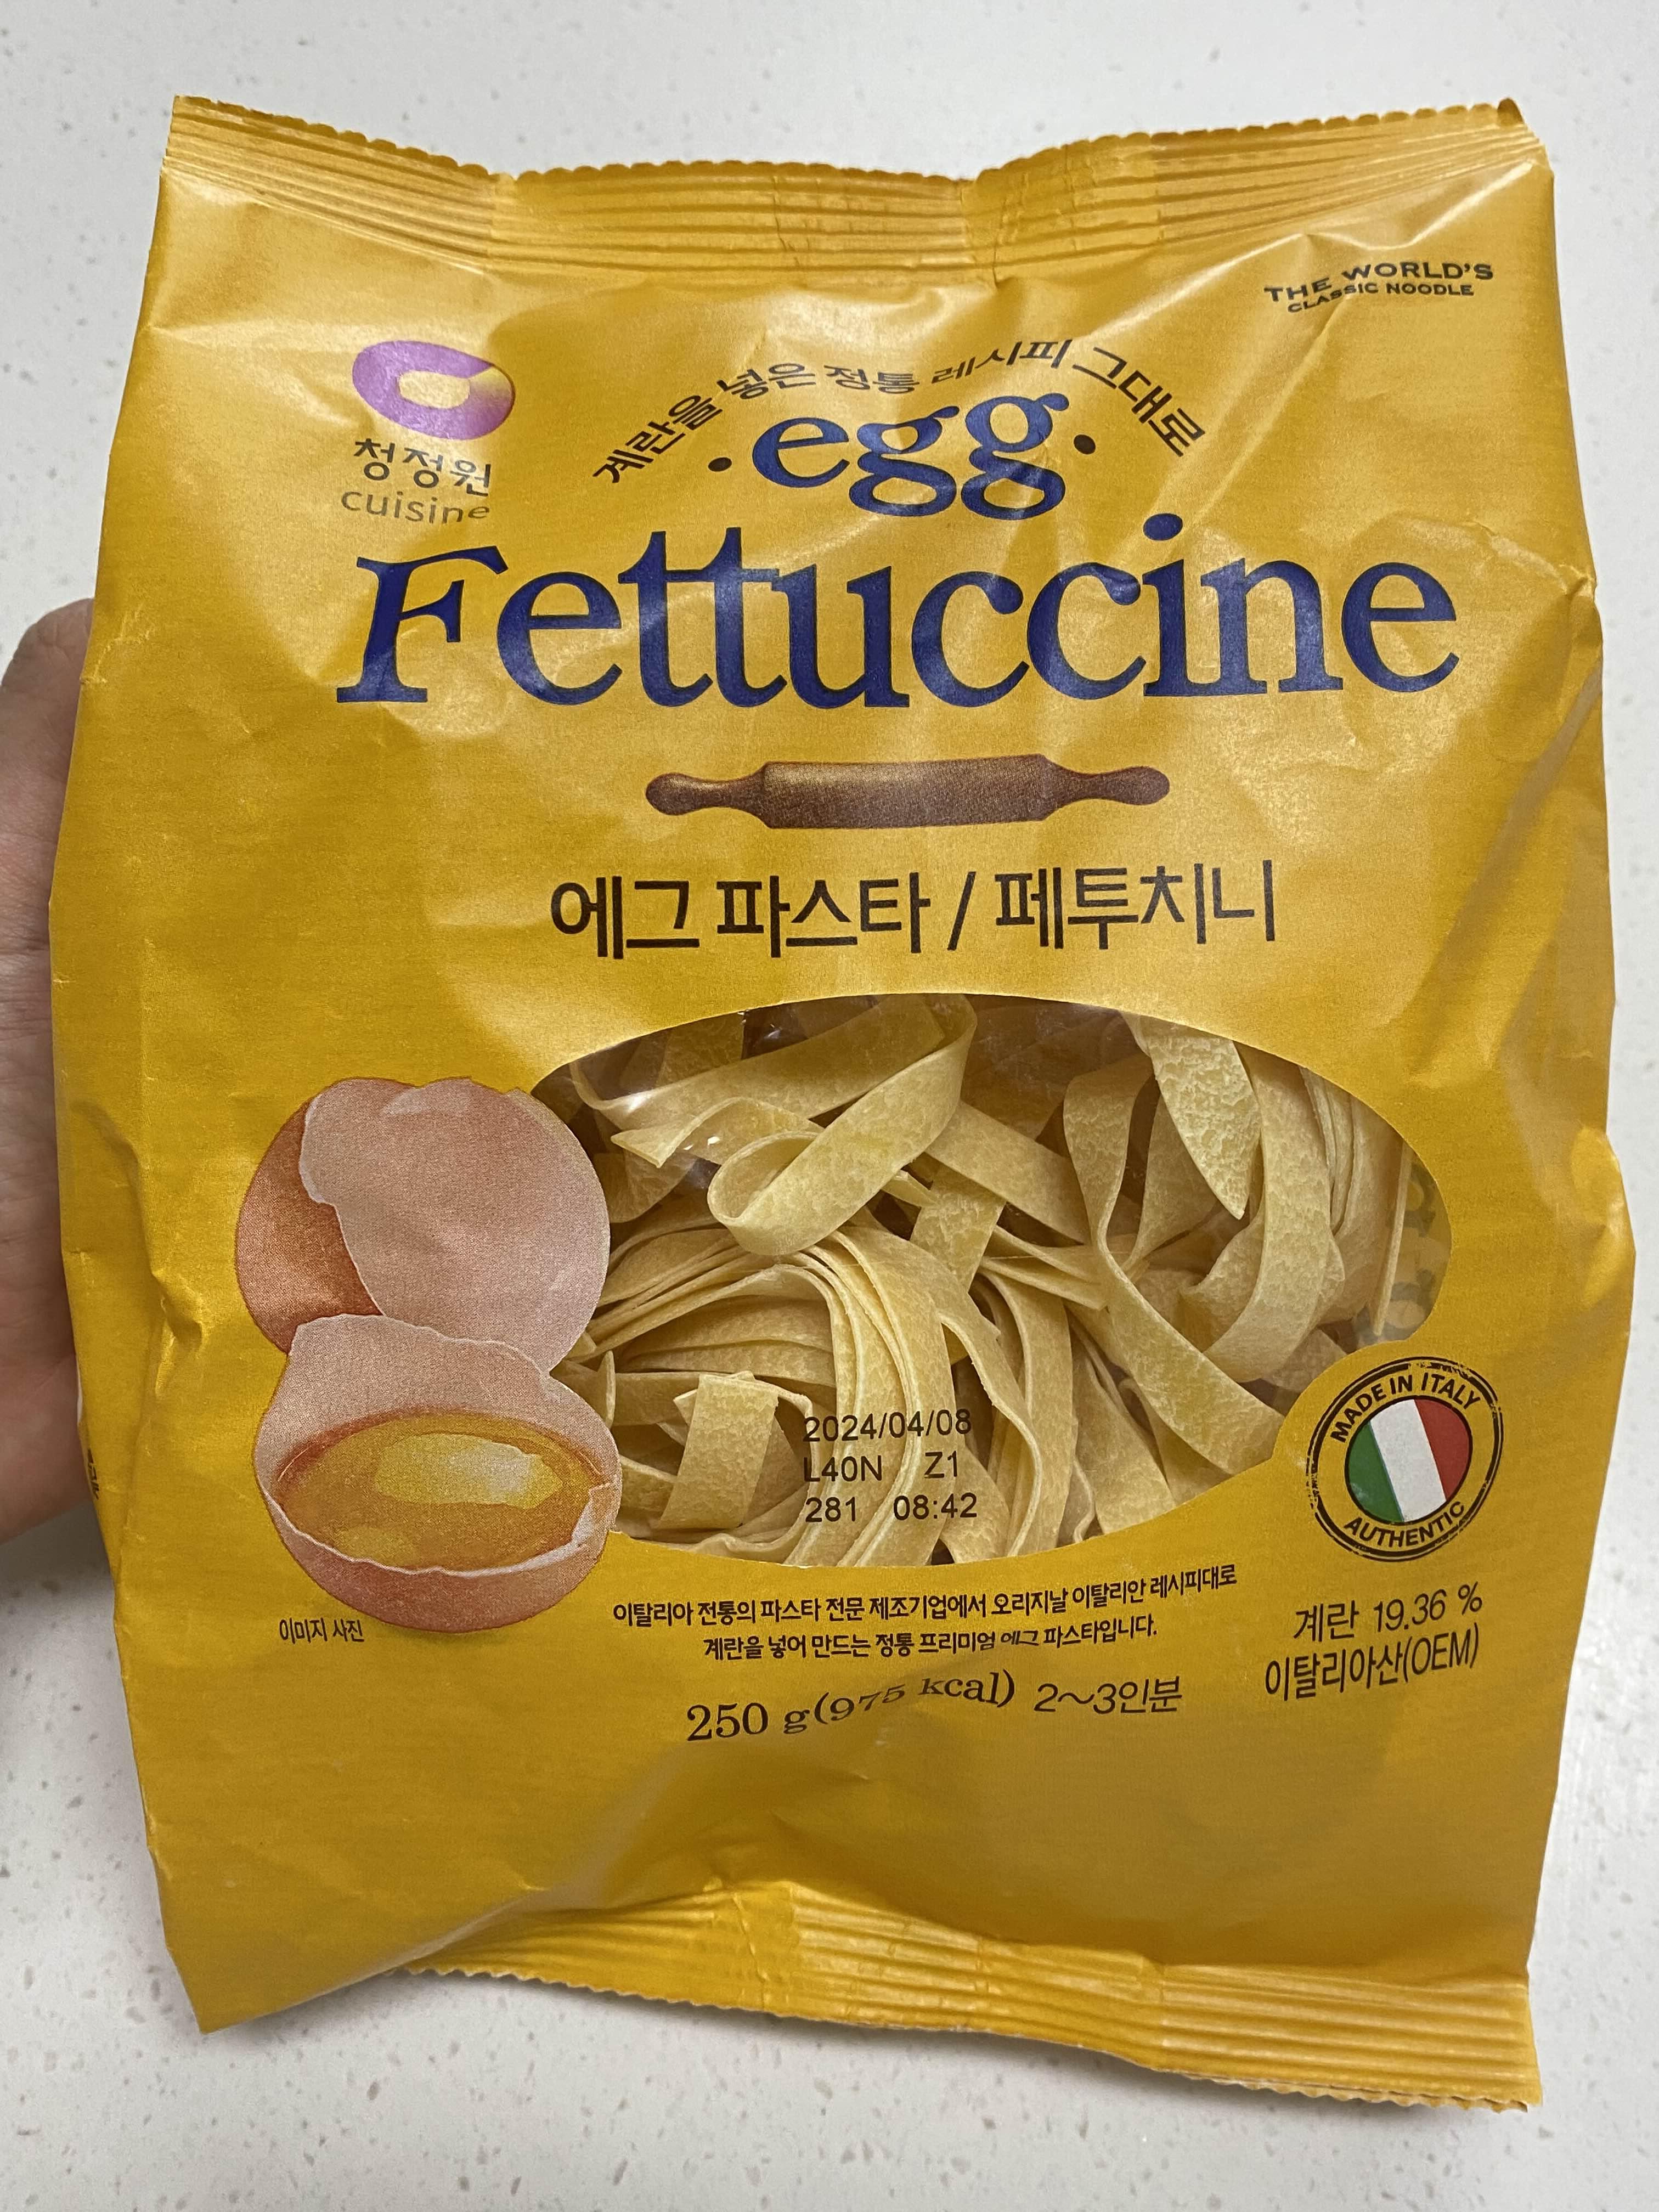 THE WORLD'S
CLASSIC NOODLE
청정원
cuisine
계란을 넣은 정통 레시피 그대로
·egg·
Fettuccine
에그 파스타 / 페투치니
2024/04/08
L40N Z1
281 08:42
MADE IN ITALY
AUTHENTIC
이미지 사진
이탈리아 전통의 파스타 전문 제조기업에서 오리지날 이탈리안 레시피대로
계란을 넣어 만드는 정통 프리미엄 에그 파스타입니다.
250 g(975 kcal) 2~3인분
계란 19.36 %
이탈리아산(OEM)